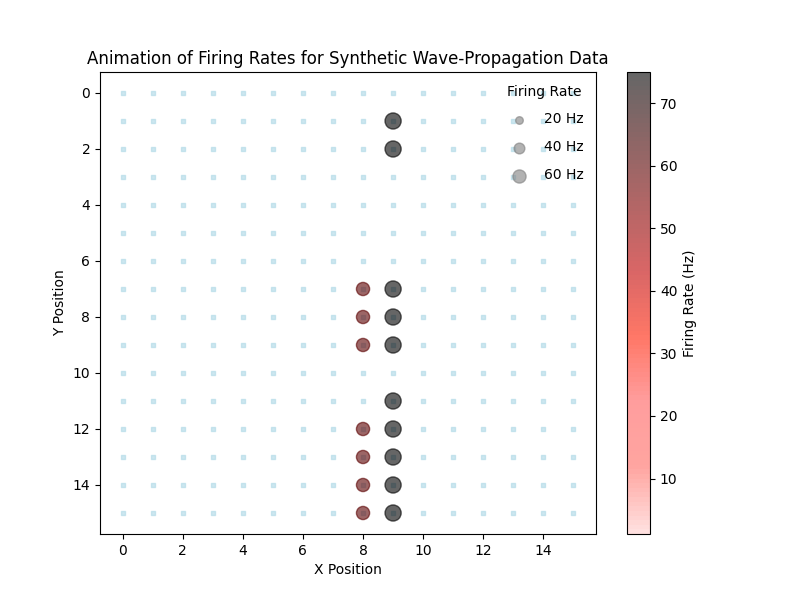 Animation of Firing Rates for Synthetic Wave-Propagation Data
Firing Rate
20 Hz
40 Hz
60 Hz
0
2
4
6
8
10
12
14
Y Position
0 2 4 6 8 10 12 14
X Position
70
60
50
40
30
20
10
Firing Rate (Hz)